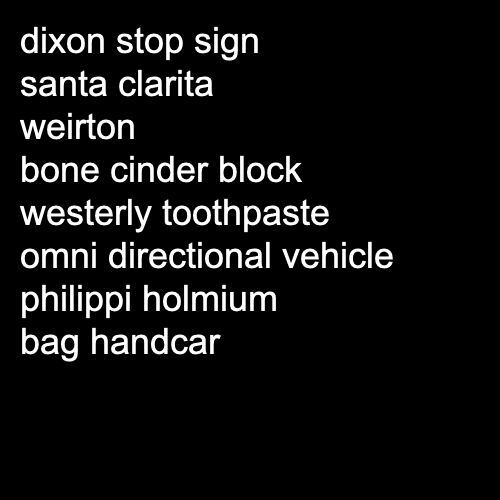 dixon stop sign
santa clarita
weirton
bone cinder block
westerly toothpaste
omni directional vehicle
philippi holmium
bag handcar